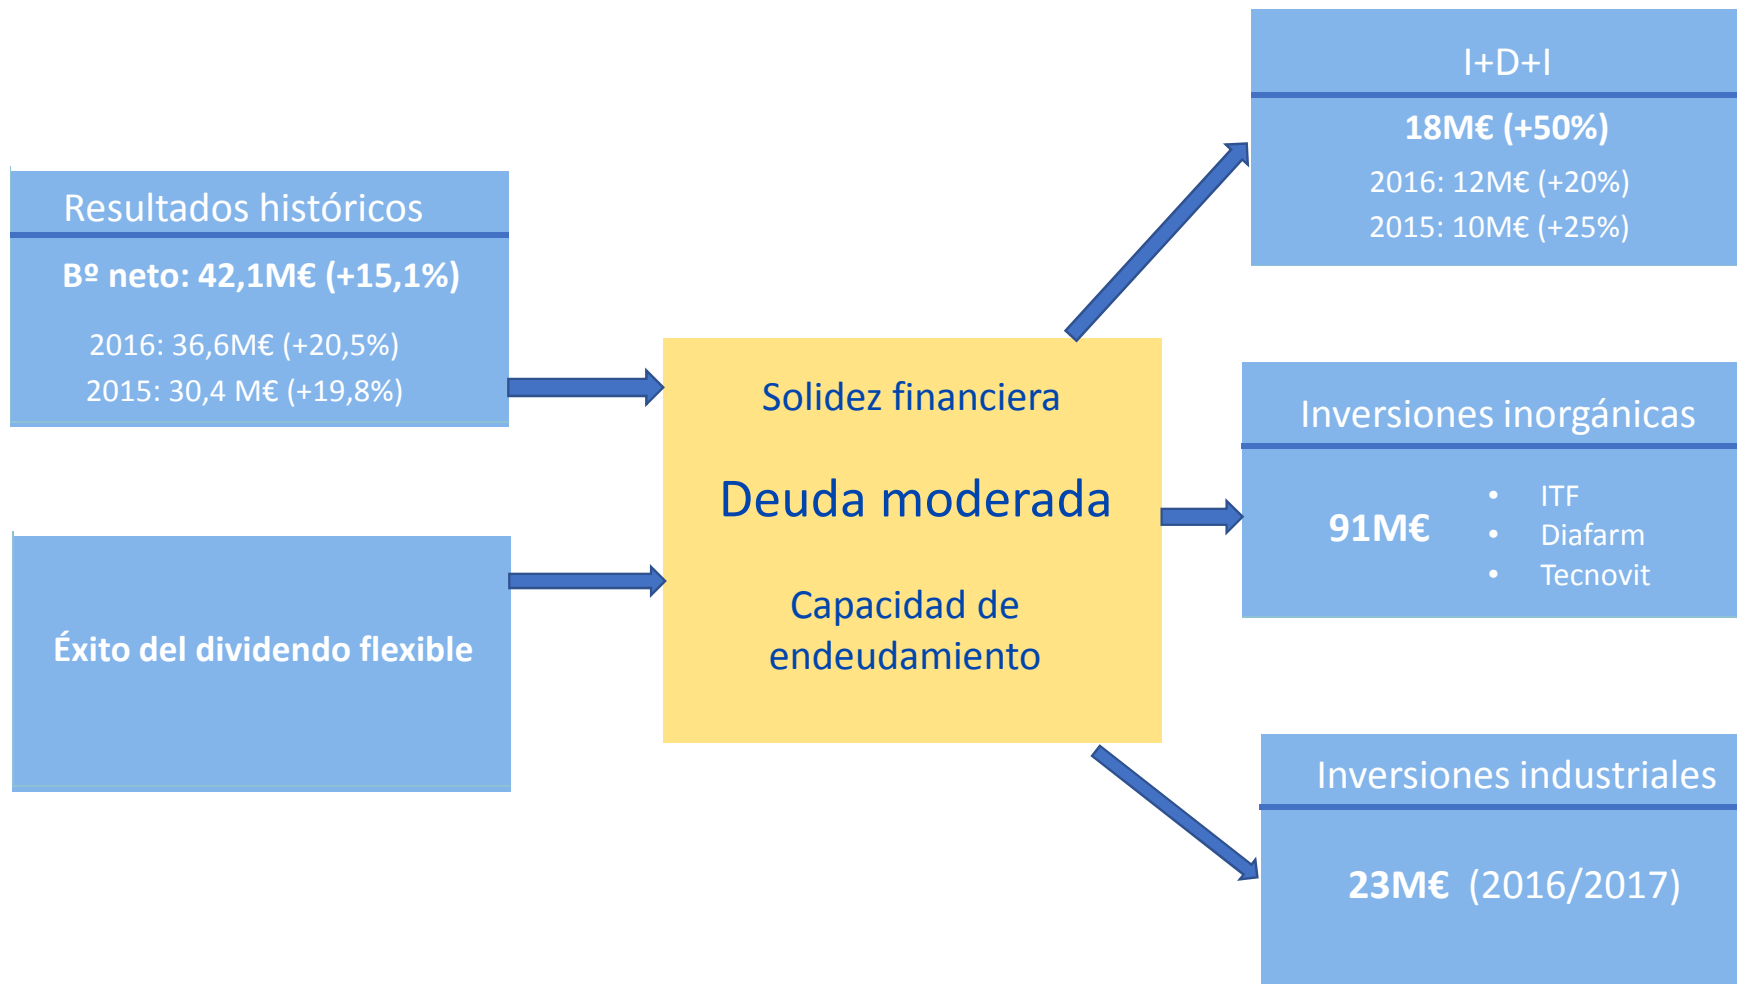 Resultados históricos
Bº neto: 42,1M€ (+15,1%)
2016: 36,6M€ (+20,5%)
2015: 30,4 M€ (+19,8%)
Éxito del dividendo flexible
Solidez financiera
Deuda moderada
Capacidad de
endeudamiento
I+D+I
18M€ (+50%)
2016: 12M€ (+20%)
2015: 10M€ (+25%)
Inversiones inorgánicas
91M€
• ITF
• Diafarm
• Tecnovit
Inversiones industriales
23M€ (2016/2017)